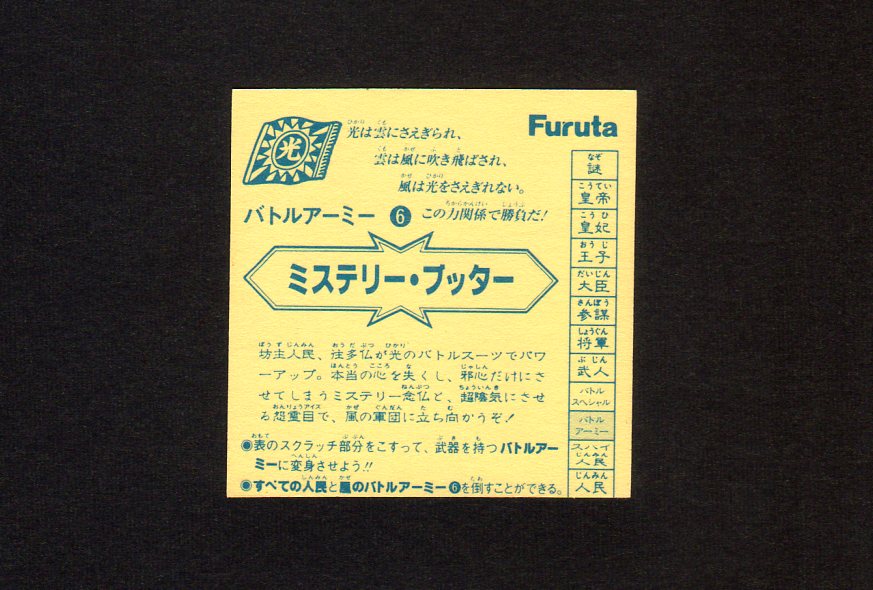 光
光は雲にさえぎられ、
雲は風に吹き飛ばされ、
風は光をさえぎれない。
Furuta
バトルアーミー ❻ この力関係で勝負だ!
ミステリー・ブッター
坊主人民、往多仏が光のバトルスーツでパワ
ーアップ。本当の心を失くし、邪心だけにさ
せてしまうミステリー念仏と、超陰気にさせ
る怨霊目で、風の軍団に立ち向かうぞ!
◉表のスクラッチ部分をこすって、武器を持つバトルアー
ミーに変身させよう!!
◉すべての人民と風のバトルアーミー❻を倒すことができる。
謎
皇帝
皇妃
王子
大臣
参謀
将軍
武人
バトル
スペシャル
バトル
アーミー
スパイ
人民
人民